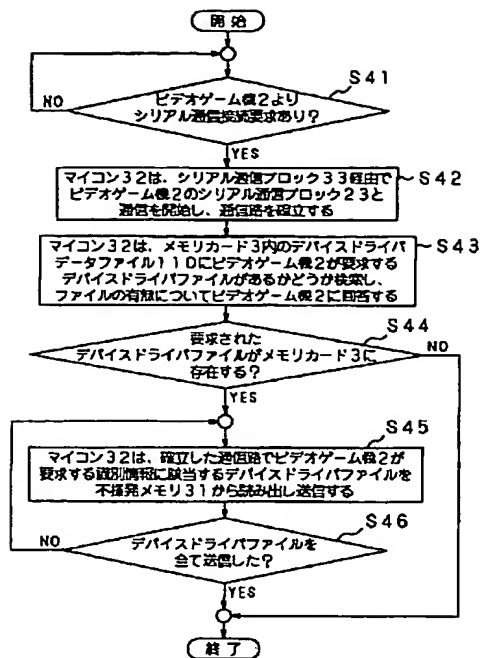 開始
S41
ビデオゲーム機2より
シリアル通信接続要求あり?
NO
YES
S42
マイコン32は、シリアル通信ブロック33経由で
ビデオゲーム機2のシリアル通信ブロック23と
通信を開始し、通信路を確立する
S43
マイコン32は、メモリカード3内のデバイスドライバ
データファイル110にビデオゲーム機2が要求する
デバイスドライバファイルがあるかどうか検索し、
ファイルの有無についてビデオゲーム機2に回答する
S44
要求された
デバイスドライバファイルがメモリカード3に
存在する?
NO
YES
S45
マイコン32は、確立した通信路でビデオゲーム機2が
要求する識別情報に該当するデバイスドライバファイルを
不揮発メモリ31から読み出し送信する
S46
デバイスドライバファイルを
全て送信した?
NO
YES
終了